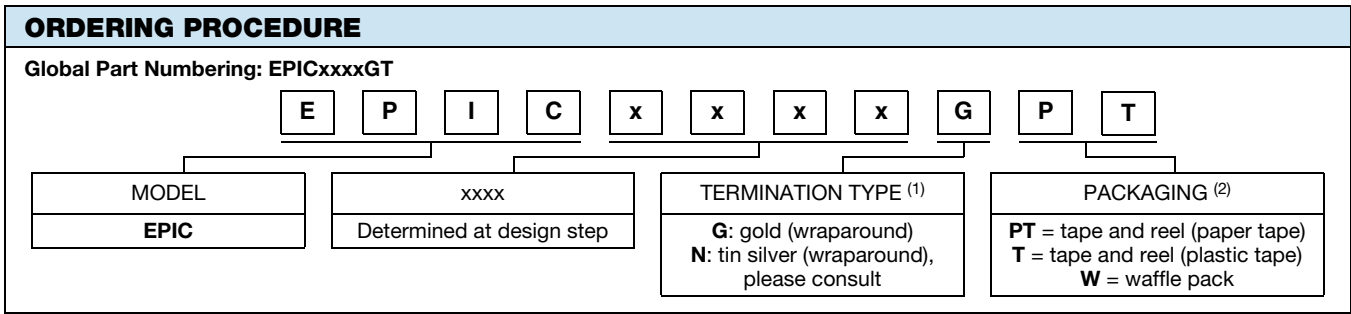 ORDERING PROCEDURE
Global Part Numbering: EPICxxxxGT
E P I C x x x x G P T
MODEL
EPIC
xxxx
Determined at design step
TERMINATION TYPE (1)
G: gold (wraparound)
N: tin silver (wraparound),
please consult
PACKAGING (2)
PT = tape and reel (paper tape)
T = tape and reel (plastic tape)
W = waffle pack